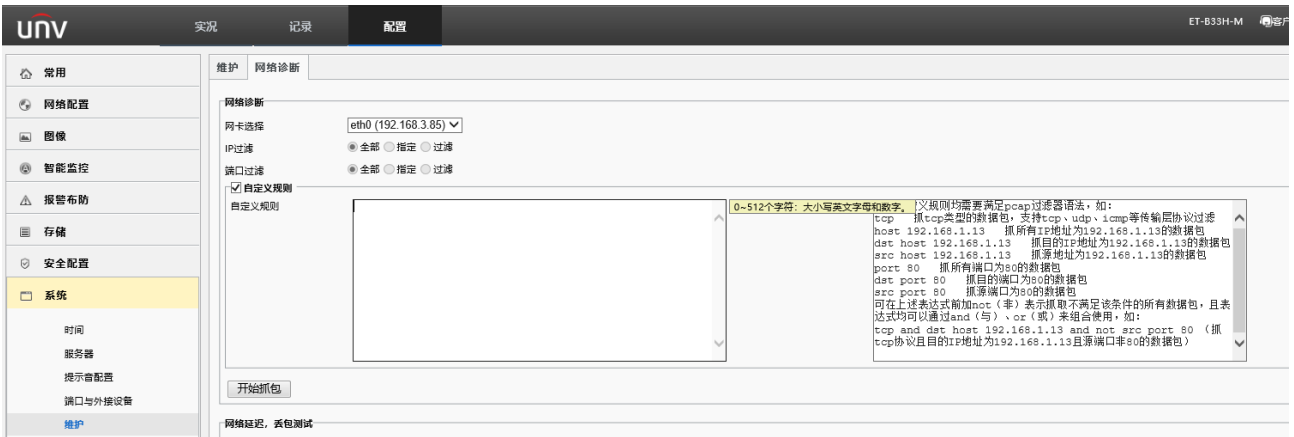 unv
实况
记录
配置
ET-B33H-M
常用
网络配置
图像
智能监控
报警布防
存储
安全配置
系统
时间
服务器
提示音配置
端口与外接设备
维护
维护
网络诊断
网络诊断
网卡选择 eth0 (192.168.3.85)
IP过滤 全部 指定 过滤
端口过滤 全部 指定 过滤
自定义规则
自定义规则
0~512个字符：大小写英文字母和数字。
义规则均需要满足pcap过滤器语法，如：
tcp 抓tcp类型的数据包，支持tcp、udp、icmp等传输层协议过滤
host 192.168.1.13 抓所有IP地址为192.168.1.13的数据包
dst host 192.168.1.13 抓目的IP地址为192.168.1.13的数据包
src host 192.168.1.13 抓源地址为192.168.1.13的数据包
port 80 抓所有端口为80的数据包
dst port 80 抓目的端口为80的数据包
src port 80 抓源端口为80的数据包
可在上述表达式前加not（非）表示抓取不满足该条件的所有数据包，且表
达式均可以通过and（与）、or（或）来组合使用，如：
tcp and dst host 192.168.1.13 and not src port 80 （抓
tcp协议且目的IP地址为192.168.1.13且源端口非80的数据包）
开始抓包
网络延迟，丢包测试